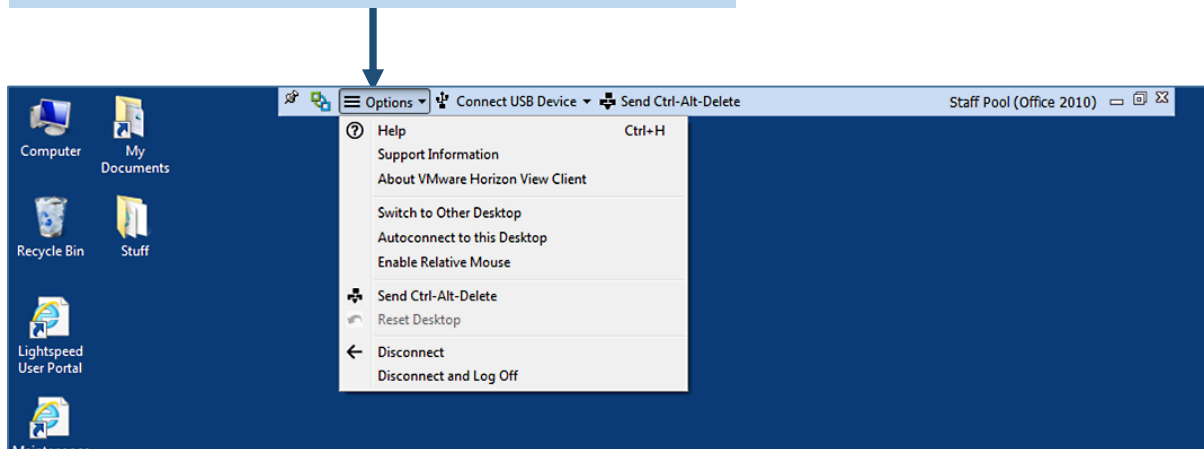 Options
Connect USB Device
Send Ctrl-Alt-Delete
Staff Pool (Office 2010)
Computer
My
Documents
Recycle Bin
Stuff
Lightspeed
User Portal
Help Ctrl+H
Support Information
About VMware Horizon View Client
Switch to Other Desktop
Autoconnect to this Desktop
Enable Relative Mouse
Send Ctrl-Alt-Delete
Reset Desktop
Disconnect
Disconnect and Log Off